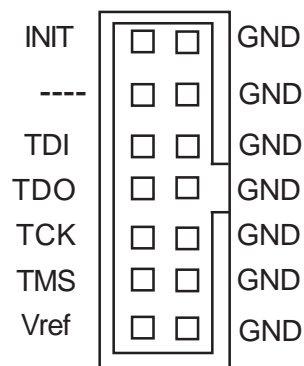 INIT GND
---- GND
TDI GND
TDO GND
TCK GND
TMS GND
Vref GND